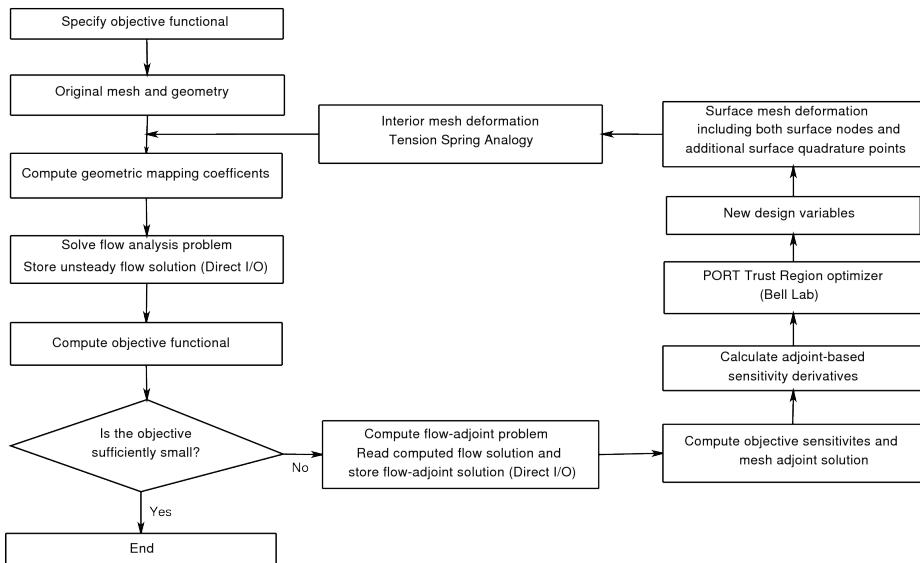 Specify objective functional
Original mesh and geometry
Compute geometric mapping coefficents
Solve flow analysis problem
Store unsteady flow solution (Direct I/O)
Compute objective functional
Is the objective
sufficiently small?
No
Yes
End
Compute flow-adjoint problem
Read computed flow solution and
store flow-adjoint solution (Direct I/O)
Compute objective sensitivites and
mesh adjoint solution
Calculate adjoint-based
sensitivity derivatives
PORT Trust Region optimizer
(Bell Lab)
New design variables
Surface mesh deformation
including both surface nodes and
additional surface quadrature points
Interior mesh deformation
Tension Spring Analogy